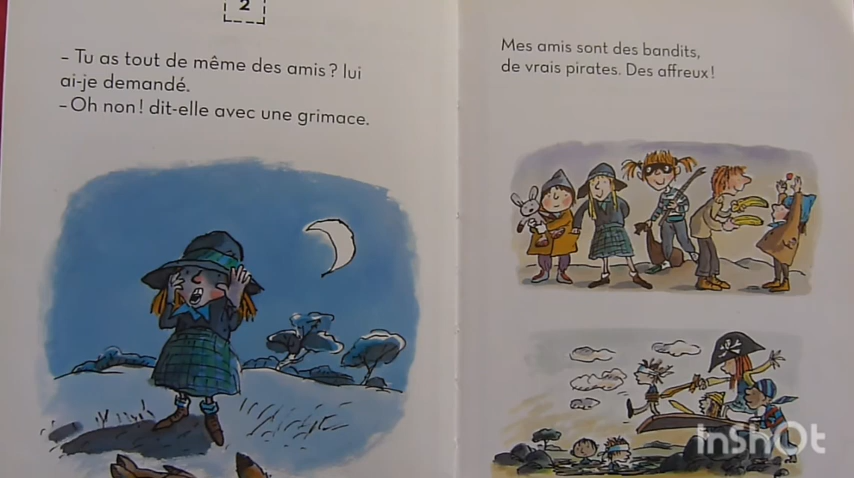 2
– Tu as tout de même des amis ? lui
ai-je demandé.
– Oh non ! dit-elle avec une grimace.
Mes amis sont des bandits,
de vrais pirates. Des affreux !
InShOt